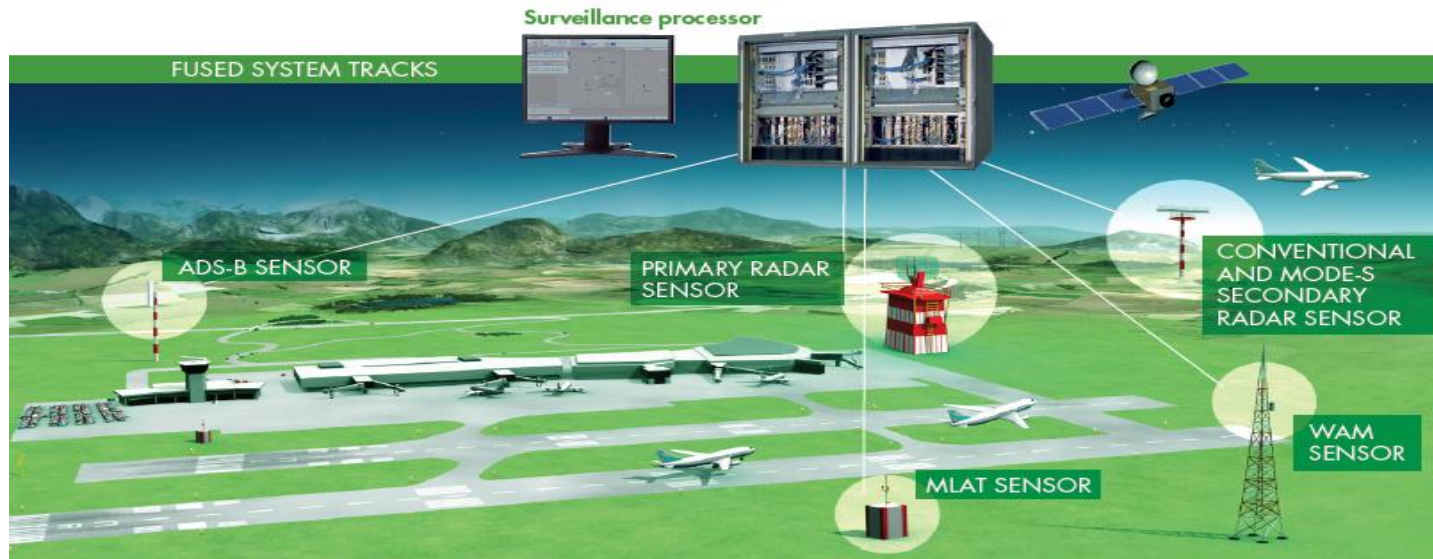 Surveillance processor
FUSED SYSTEM TRACKS
ADS-B SENSOR
PRIMARY RADAR
SENSOR
CONVENTIONAL
AND MODE-S
SECONDARY
RADAR SENSOR
WAM
SENSOR
MLAT SENSOR